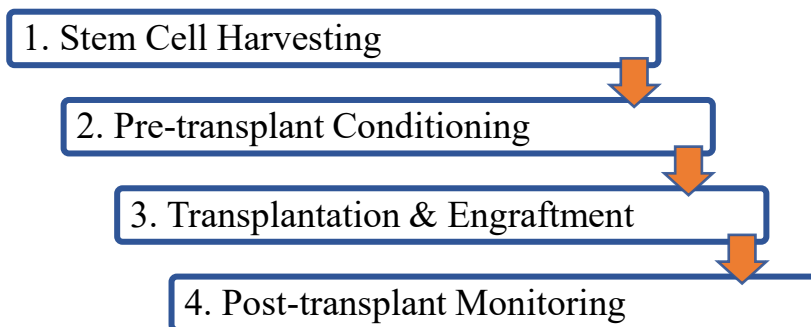 1. Stem Cell Harvesting
2. Pre-transplant Conditioning
3. Transplantation & Engraftment
4. Post-transplant Monitoring